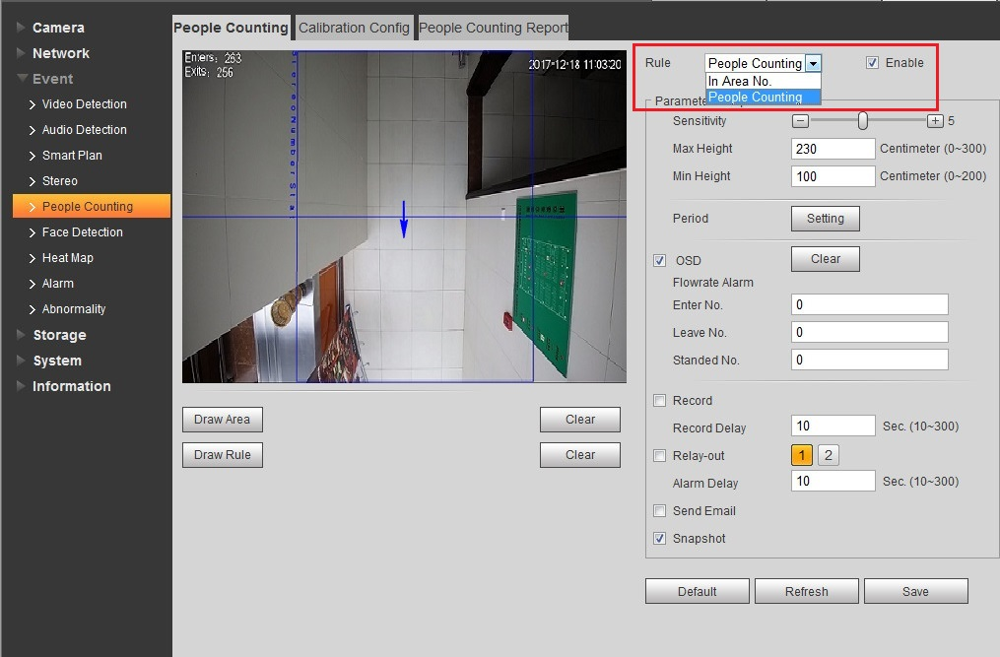 Camera
Network
Event
Video Detection
Audio Detection
Smart Plan
Stereo
People Counting
Face Detection
Heat Map
Alarm
Abnormality
Storage
System
Information
People Counting
Calibration Config
People Counting Report
Enters: 263
Exits: 256
2017-12-18 11:03:20
StereoNumberSta
Draw Area
Clear
Draw Rule
Clear
Rule
People Counting
Enable
In Area No.
People Counting
Sensitivity
5
Max Height
230
Centimeter (0~300)
Min Height
100
Centimeter (0~200)
Period
Setting
OSD
Clear
Flowrate Alarm
Enter No.
0
Leave No.
0
Standed No.
0
Record
Record Delay
10
Sec. (10~300)
Relay-out
1
2
Alarm Delay
10
Sec. (10~300)
Send Email
Snapshot
Default
Refresh
Save